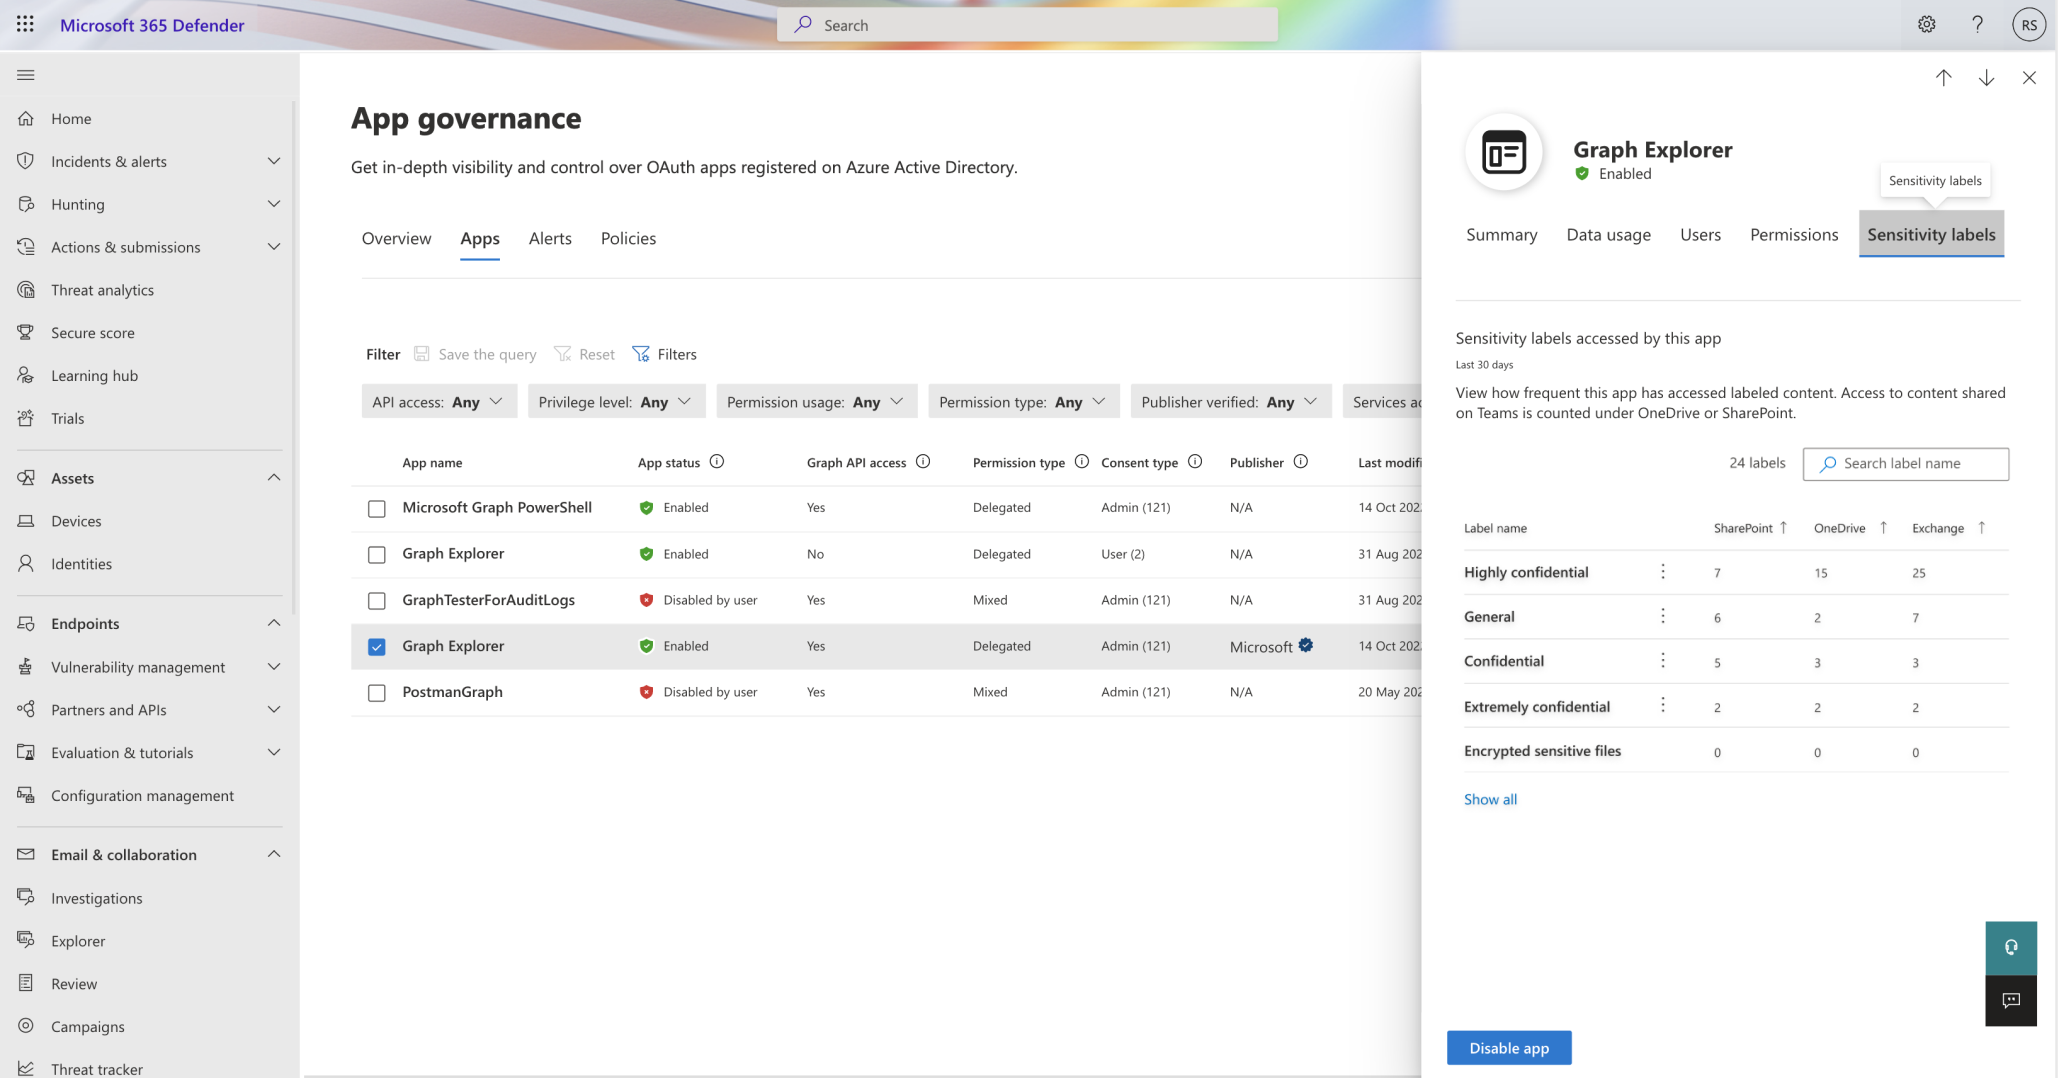 Microsoft 365 Defender
Search
?
RS
Home
Incidents & alerts
Hunting
Actions & submissions
Threat analytics
Secure score
Learning hub
Trials
Assets
Devices
Identities
Endpoints
Vulnerability management
Partners and APIs
Evaluation & tutorials
Configuration management
Email & collaboration
Investigations
Explorer
Review
Campaigns
Threat tracker
App governance
Get in-depth visibility and control over OAuth apps registered on Azure Active Directory.
Overview Apps Alerts Policies
Filter Save the query Reset Filters
API access: Any Privilege level: Any Permission usage: Any Permission type: Any Publisher verified: Any Services ac
App name App status Graph API access Permission type Consent type Publisher Last modifi
Microsoft Graph PowerShell Enabled Yes Delegated Admin (121) N/A 14 Oct 202
Graph Explorer Enabled No Delegated User (2) N/A 31 Aug 202
GraphTesterForAuditLogs Disabled by user Yes Mixed Admin (121) N/A 31 Aug 202
Graph Explorer Enabled Yes Delegated Admin (121) Microsoft 14 Oct 202
PostmanGraph Disabled by user Yes Mixed Admin (121) N/A 20 May 202
Graph Explorer
Enabled
Sensitivity labels
Summary Data usage Users Permissions Sensitivity labels
Sensitivity labels accessed by this app
Last 30 days
View how frequent this app has accessed labeled content. Access to content shared
on Teams is counted under OneDrive or SharePoint.
24 labels Search label name
Label name SharePoint ↑ OneDrive ↑ Exchange ↑
Highly confidential 7 15 25
General 6 2 7
Confidential 5 3 3
Extremely confidential 2 2 2
Encrypted sensitive files 0 0 0
Show all
Disable app